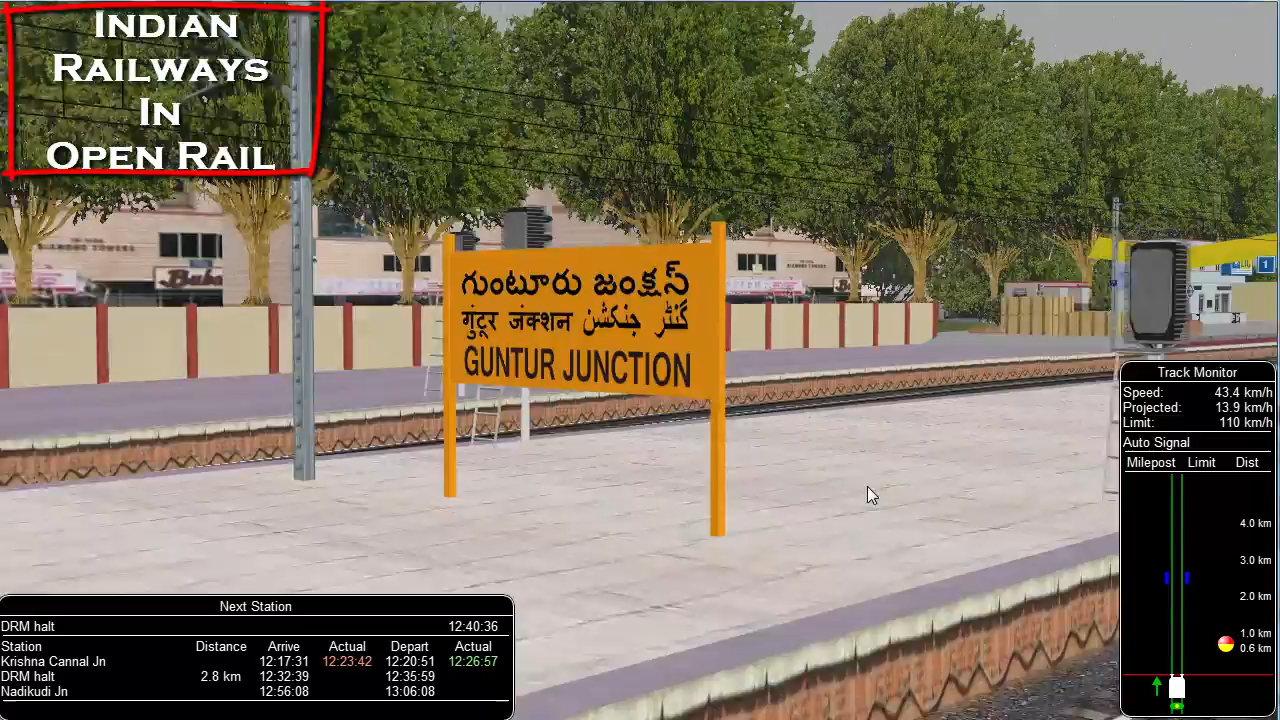 INDIAN
RAILWAYS
IN
OPEN RAIL
గుంటూరు జంక్షన్
गुंटूर जंक्शन گنٹر جنکشن
GUNTUR JUNCTION
1
Track Monitor
Speed: 43.4 km/h
Projected: 13.9 km/h
Limit: 110 km/h
Auto Signal
Milepost Limit Dist
4.0 km
3.0 km
2.0 km
1.0 km
0.6 km
Next Station
DRM halt 12:40:36
Station Distance Arrive Actual Depart Actual
Krishna Cannal Jn 12:17:31 12:23:42 12:20:51 12:26:57
DRM halt 2.8 km 12:32:39 12:35:59
Nadikudi Jn 12:56:08 13:06:08